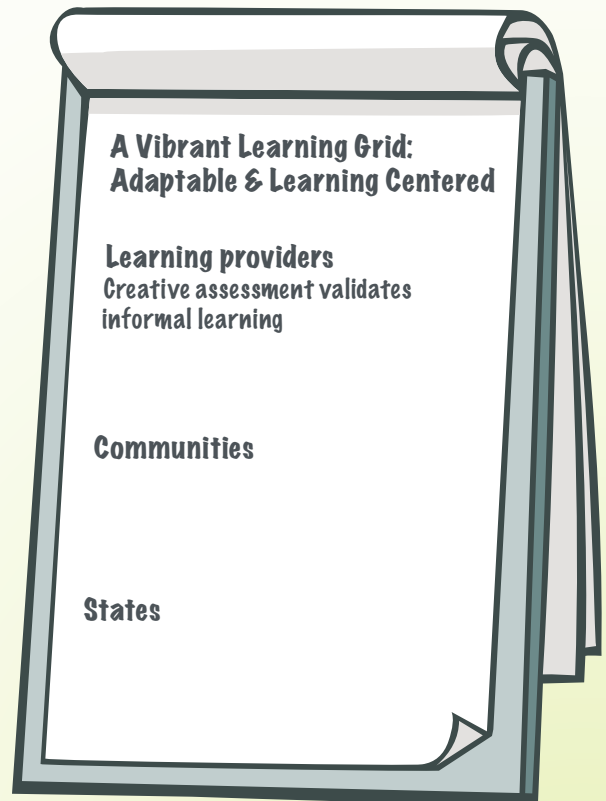 A Vibrant Learning Grid:
Adaptable & Learning Centered
Learning providers
Creative assessment validates
informal learning
Communities
States